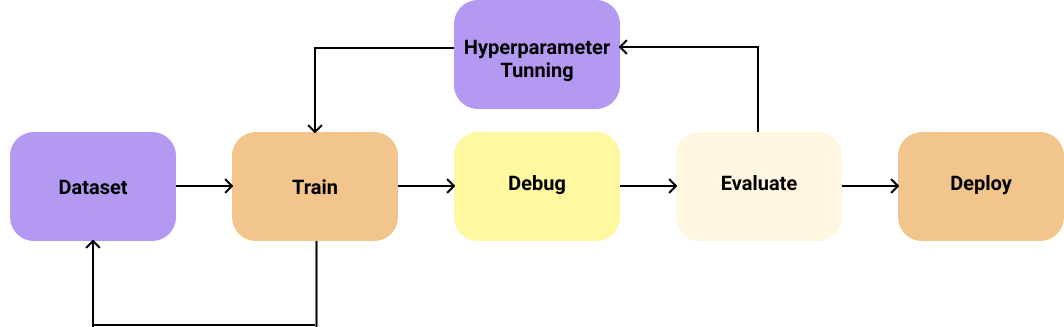 Hyperparameter
Tunning
Dataset
Train
Debug
Evaluate
Deploy